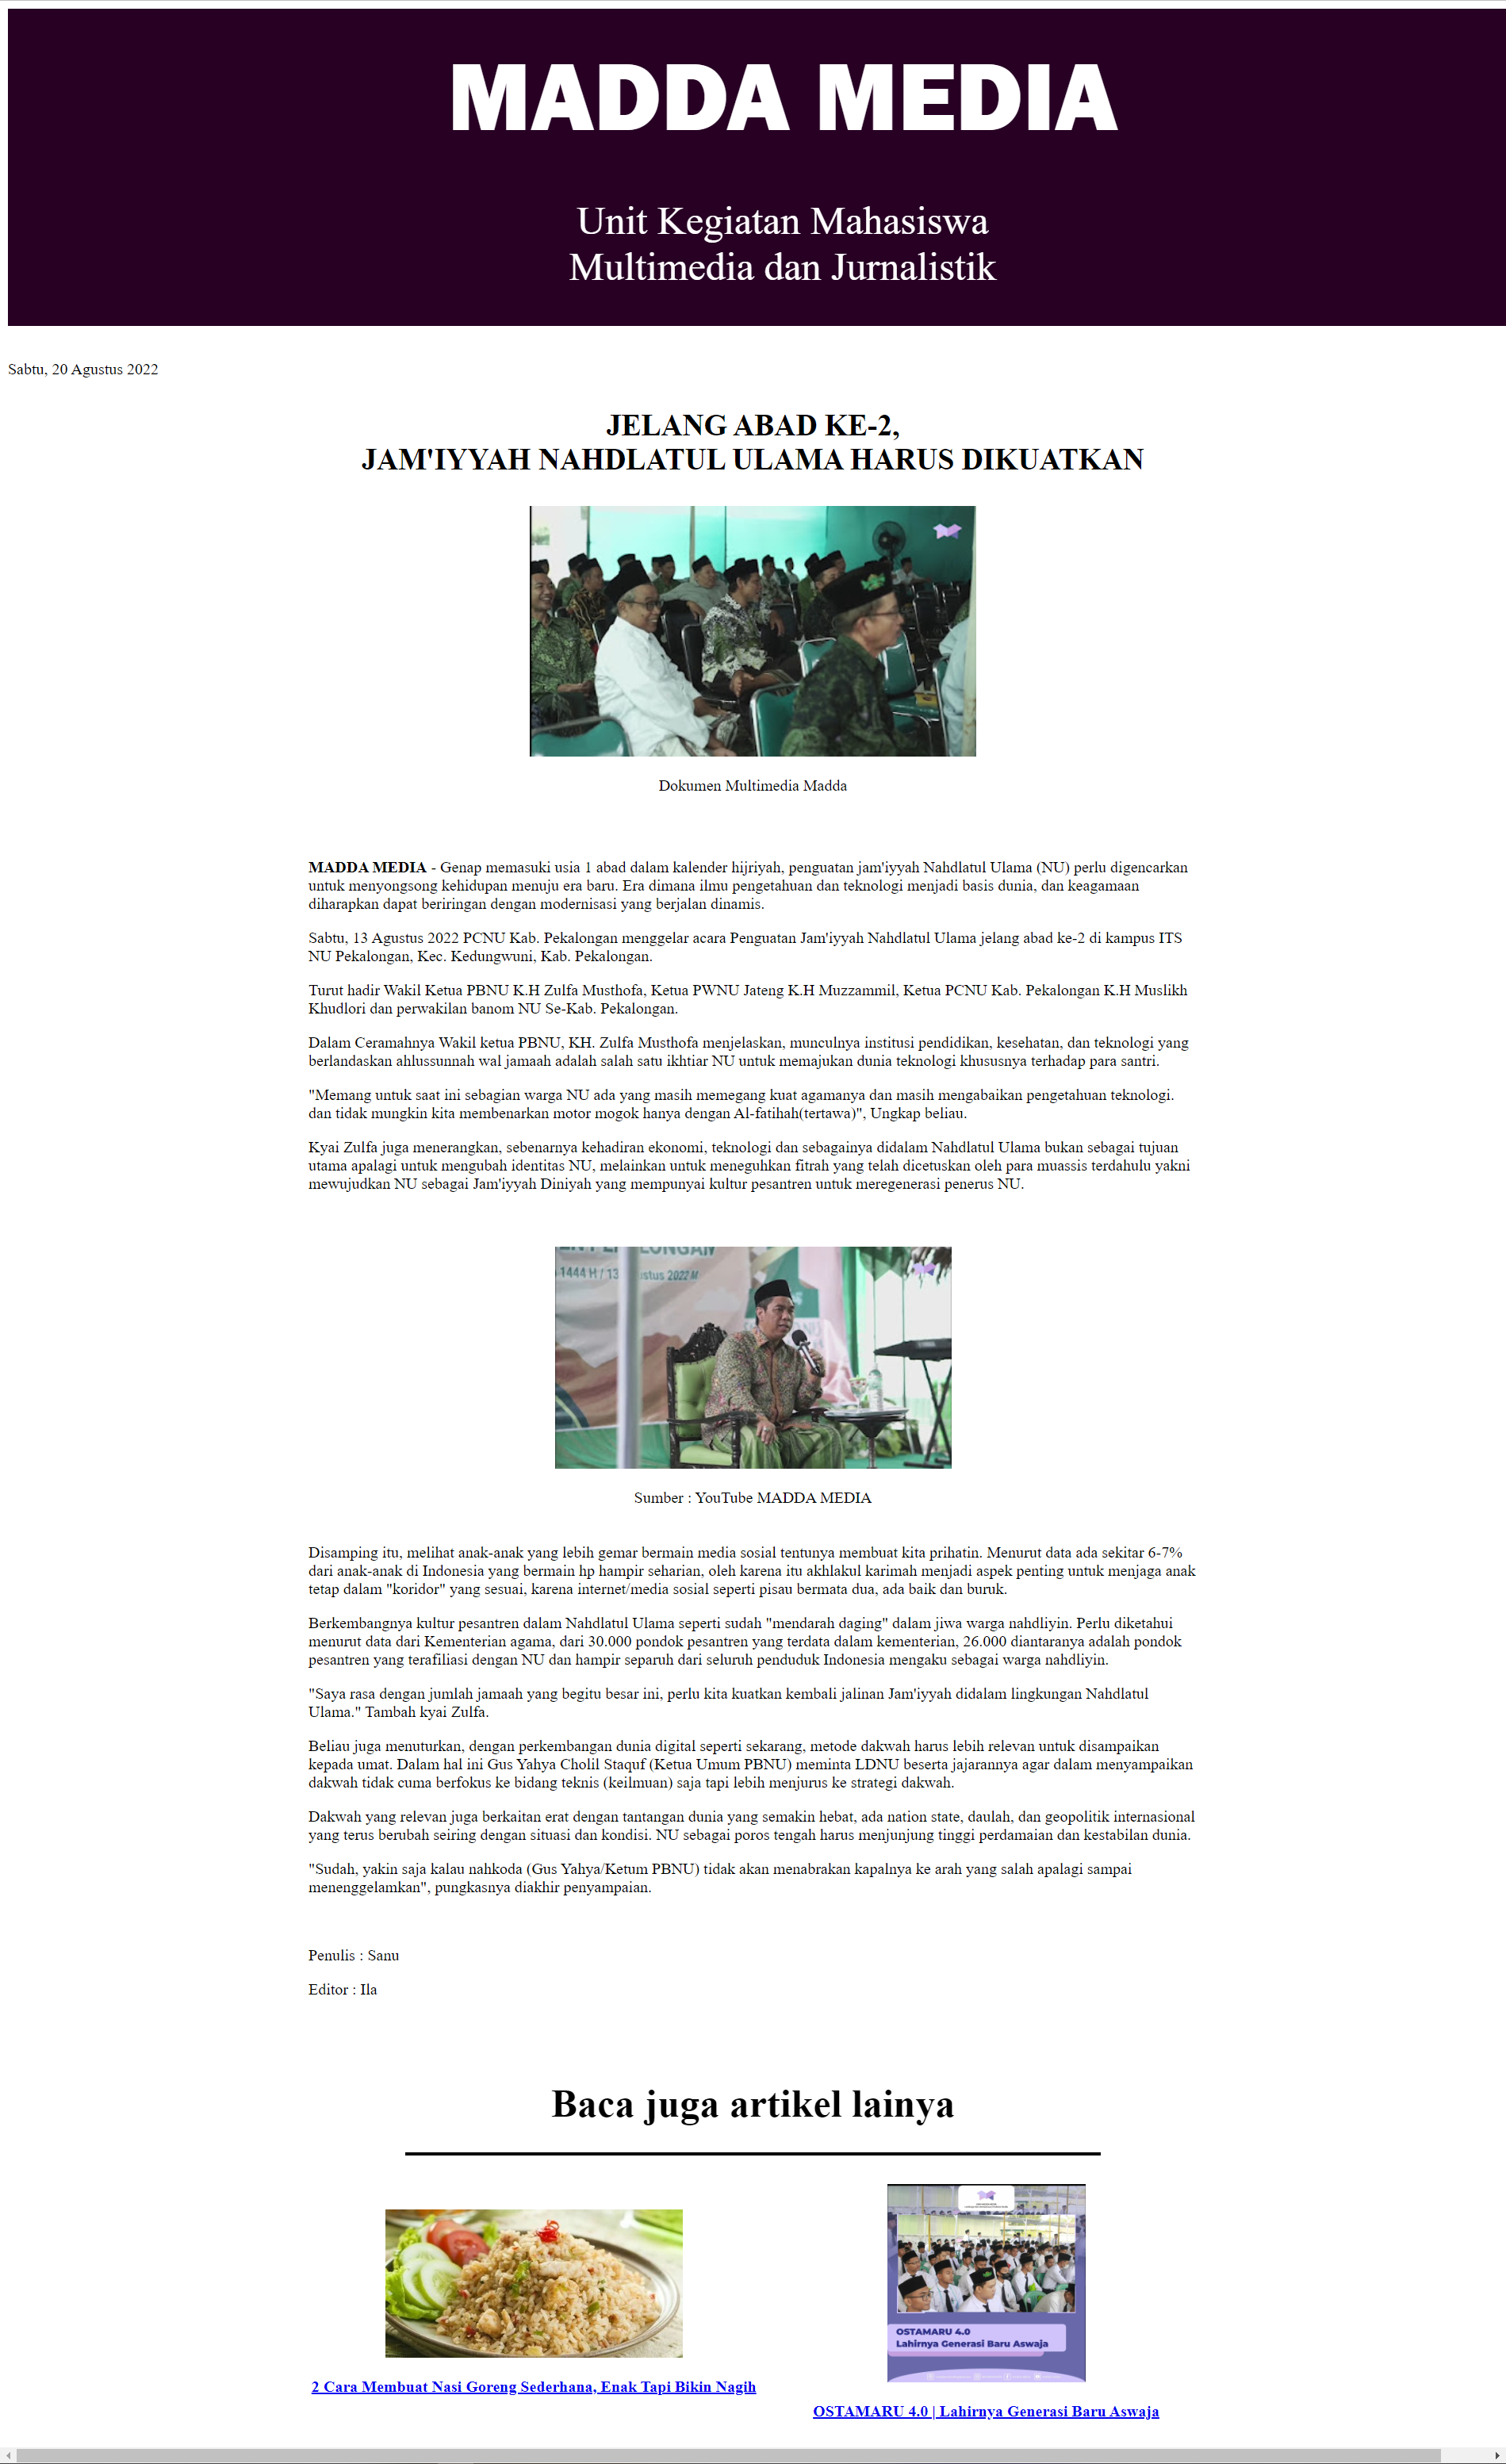 MADDA MEDIA
Unit Kegiatan Mahasiswa
Multimedia dan Jurnalistik
Sabtu, 20 Agustus 2022
JELANG ABAD KE-2,
JAM'IYYAH NAHDLATUL ULAMA HARUS DIKUATKAN
Dokumen Multimedia Madda
MADDA MEDIA - Genap memasuki usia 1 abad dalam kalender hijriyah, penguatan jam'iyyah Nahdlatul Ulama (NU) perlu digencarkan
untuk menyongsong kehidupan menuju era baru. Era dimana ilmu pengetahuan dan teknologi menjadi basis dunia, dan keagamaan
diharapkan dapat beriringan dengan modernisasi yang berjalan dinamis.
Sabtu, 13 Agustus 2022 PCNU Kab. Pekalongan menggelar acara Penguatan Jam'iyyah Nahdlatul Ulama jelang abad ke-2 di kampus ITS
NU Pekalongan, Kec. Kedungwuni, Kab. Pekalongan.
Turut hadir Wakil Ketua PBNU K.H Zulfa Musthofa, Ketua PWNU Jateng K.H Muzzammil, Ketua PCNU Kab. Pekalongan K.H Muslikh
Khudlori dan perwakilan banom NU Se-Kab. Pekalongan.
Dalam Ceramahnya Wakil ketua PBNU, KH. Zulfa Musthofa menjelaskan, munculnya institusi pendidikan, kesehatan, dan teknologi yang
berlandaskan ahlussunnah wal jamaah adalah salah satu ikhtiar NU untuk memajukan dunia teknologi khususnya terhadap para santri.
"Memang untuk saat ini sebagian warga NU ada yang masih memegang kuat agamanya dan masih mengabaikan pengetahuan teknologi.
dan tidak mungkin kita membenarkan motor mogok hanya dengan Al-fatihah(tertawa)", Ungkap beliau.
Kyai Zulfa juga menerangkan, sebenarnya kehadiran ekonomi, teknologi dan sebagainya didalam Nahdlatul Ulama bukan sebagai tujuan
utama apalagi untuk mengubah identitas NU, melainkan untuk meneguhkan fitrah yang telah dicetuskan oleh para muassis terdahulu yakni
mewujudkan NU sebagai Jam'iyyah Diniyah yang mempunyai kultur pesantren untuk meregenerasi penerus NU.
1444 H / 13 ustus 2022 M
Sumber : YouTube MADDA MEDIA
Disamping itu, melihat anak-anak yang lebih gemar bermain media sosial tentunya membuat kita prihatin. Menurut data ada sekitar 6-7%
dari anak-anak di Indonesia yang bermain hp hampir seharian, oleh karena itu akhlakul karimah menjadi aspek penting untuk menjaga anak
tetap dalam "koridor" yang sesuai, karena internet/media sosial seperti pisau bermata dua, ada baik dan buruk.
Berkembangnya kultur pesantren dalam Nahdlatul Ulama seperti sudah "mendarah daging" dalam jiwa warga nahdliyin. Perlu diketahui
menurut data dari Kementerian agama, dari 30.000 pondok pesantren yang terdata dalam kementerian, 26.000 diantaranya adalah pondok
pesantren yang terafiliasi dengan NU dan hampir separuh dari seluruh penduduk Indonesia mengaku sebagai warga nahdliyin.
"Saya rasa dengan jumlah jamaah yang begitu besar ini, perlu kita kuatkan kembali jalinan Jam'iyyah didalam lingkungan Nahdlatul
Ulama." Tambah kyai Zulfa.
Beliau juga menuturkan, dengan perkembangan dunia digital seperti sekarang, metode dakwah harus lebih relevan untuk disampaikan
kepada umat. Dalam hal ini Gus Yahya Cholil Staquf (Ketua Umum PBNU) meminta LDNU beserta jajarannya agar dalam menyampaikan
dakwah tidak cuma berfokus ke bidang teknis (keilmuan) saja tapi lebih menjurus ke strategi dakwah.
Dakwah yang relevan juga berkaitan erat dengan tantangan dunia yang semakin hebat, ada nation state, daulah, dan geopolitik internasional
yang terus berubah seiring dengan situasi dan kondisi. NU sebagai poros tengah harus menjunjung tinggi perdamaian dan kestabilan dunia.
"Sudah, yakin saja kalau nahkoda (Gus Yahya/Ketum PBNU) tidak akan menabrakan kapalnya ke arah yang salah apalagi sampai
menenggelamkan", pungkasnya diakhir penyampaian.
Penulis : Sanu
Editor : Ila
Baca juga artikel lainya
OSTAMARU 4.0
Lahirnya Generasi Baru Aswaja
2 Cara Membuat Nasi Goreng Sederhana, Enak Tapi Bikin Nagih
OSTAMARU 4.0 | Lahirnya Generasi Baru Aswaja